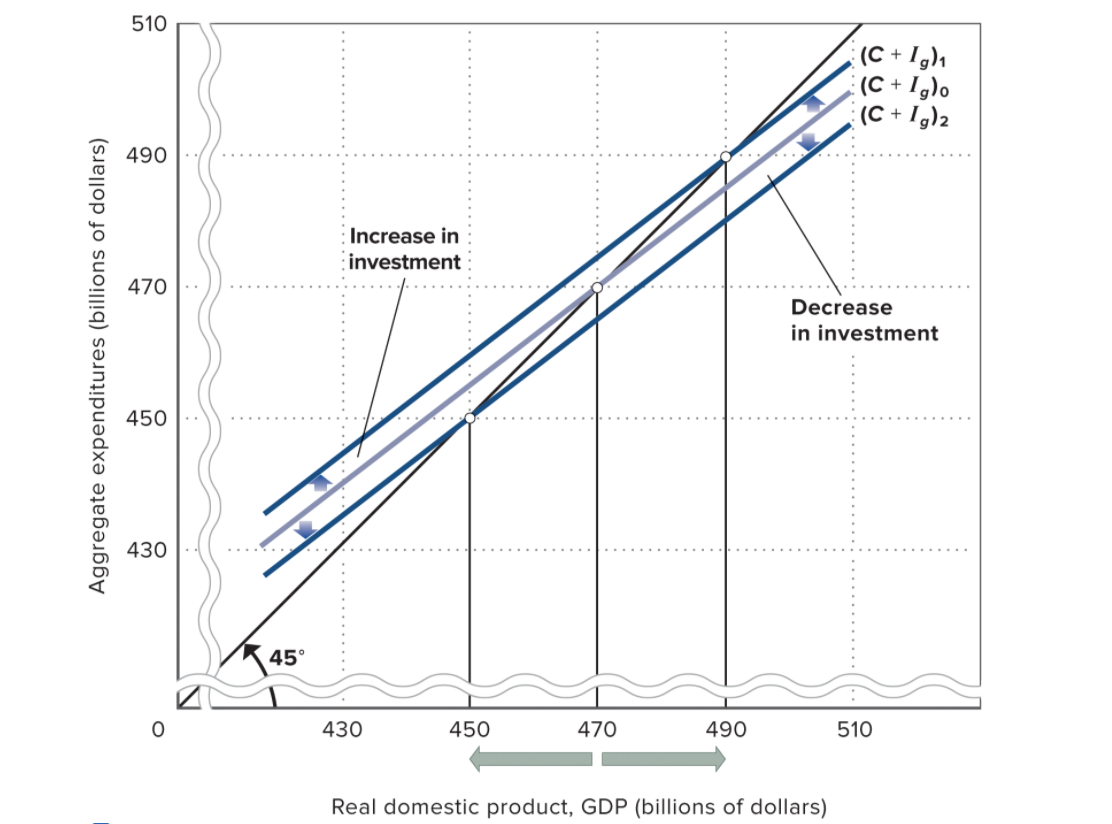 510
(C + Ig)₁
(C + Ig)₀
(C + Ig)₂
490
Increase in
investment
470
Decrease
in investment
450
430
45°
0
430 450 470 490 510
Aggregate expenditures (billions of dollars)
Real domestic product, GDP (billions of dollars)